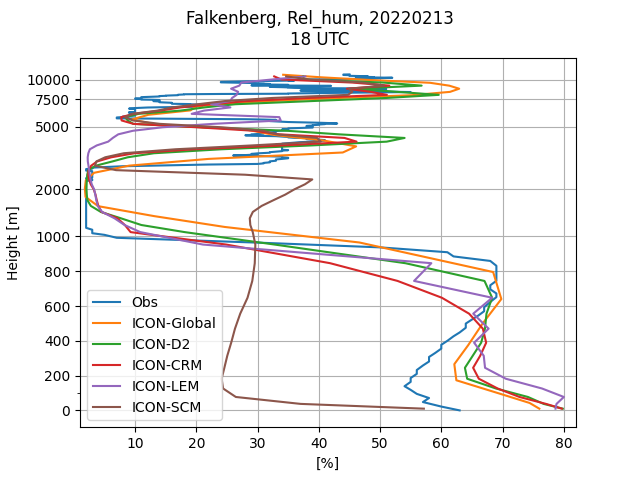 Falkenberg, Rel_hum, 20220213
18 UTC
10000
7500
5000
2000
1000
800
600
400
200
0
Height [m]
Obs
ICON-Global
ICON-D2
ICON-CRM
ICON-LEM
ICON-SCM
10 20 30 40 50 60 70 80
[%]